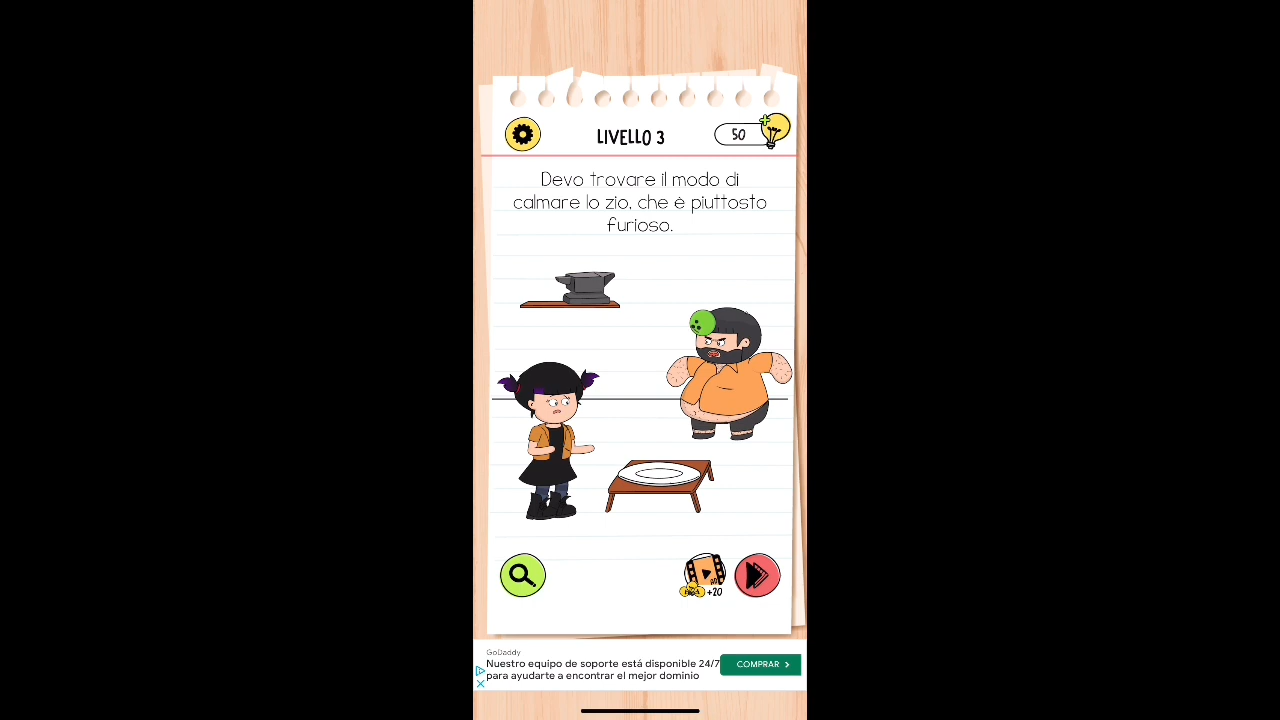 LIVELLO 3
50
Devo trovare il modo di
calmare lo zio, che è piuttosto
furioso.
+20
GoDaddy
Nuestro equipo de soporte está disponible 24/7
para ayudarte a encontrar el mejor dominio
COMPRAR